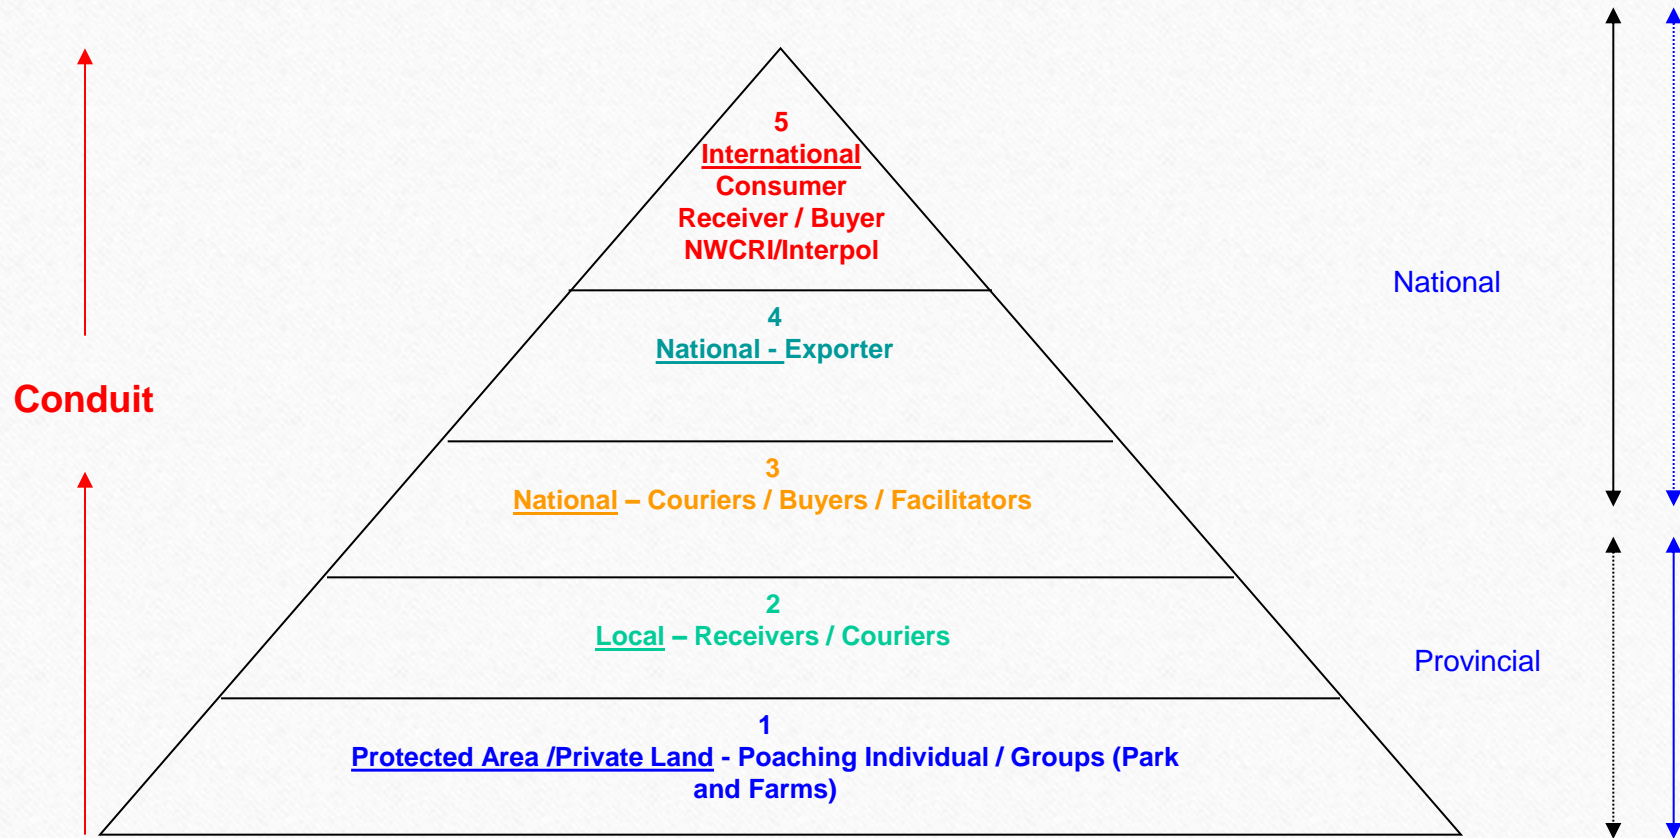 5
International
Consumer
Receiver / Buyer
NWCRI/Interpol
National
4
National - Exporter
Conduit
3
National – Couriers / Buyers / Facilitators
2
Local – Receivers / Couriers
Provincial
1
Protected Area /Private Land - Poaching Individual / Groups (Park
and Farms)